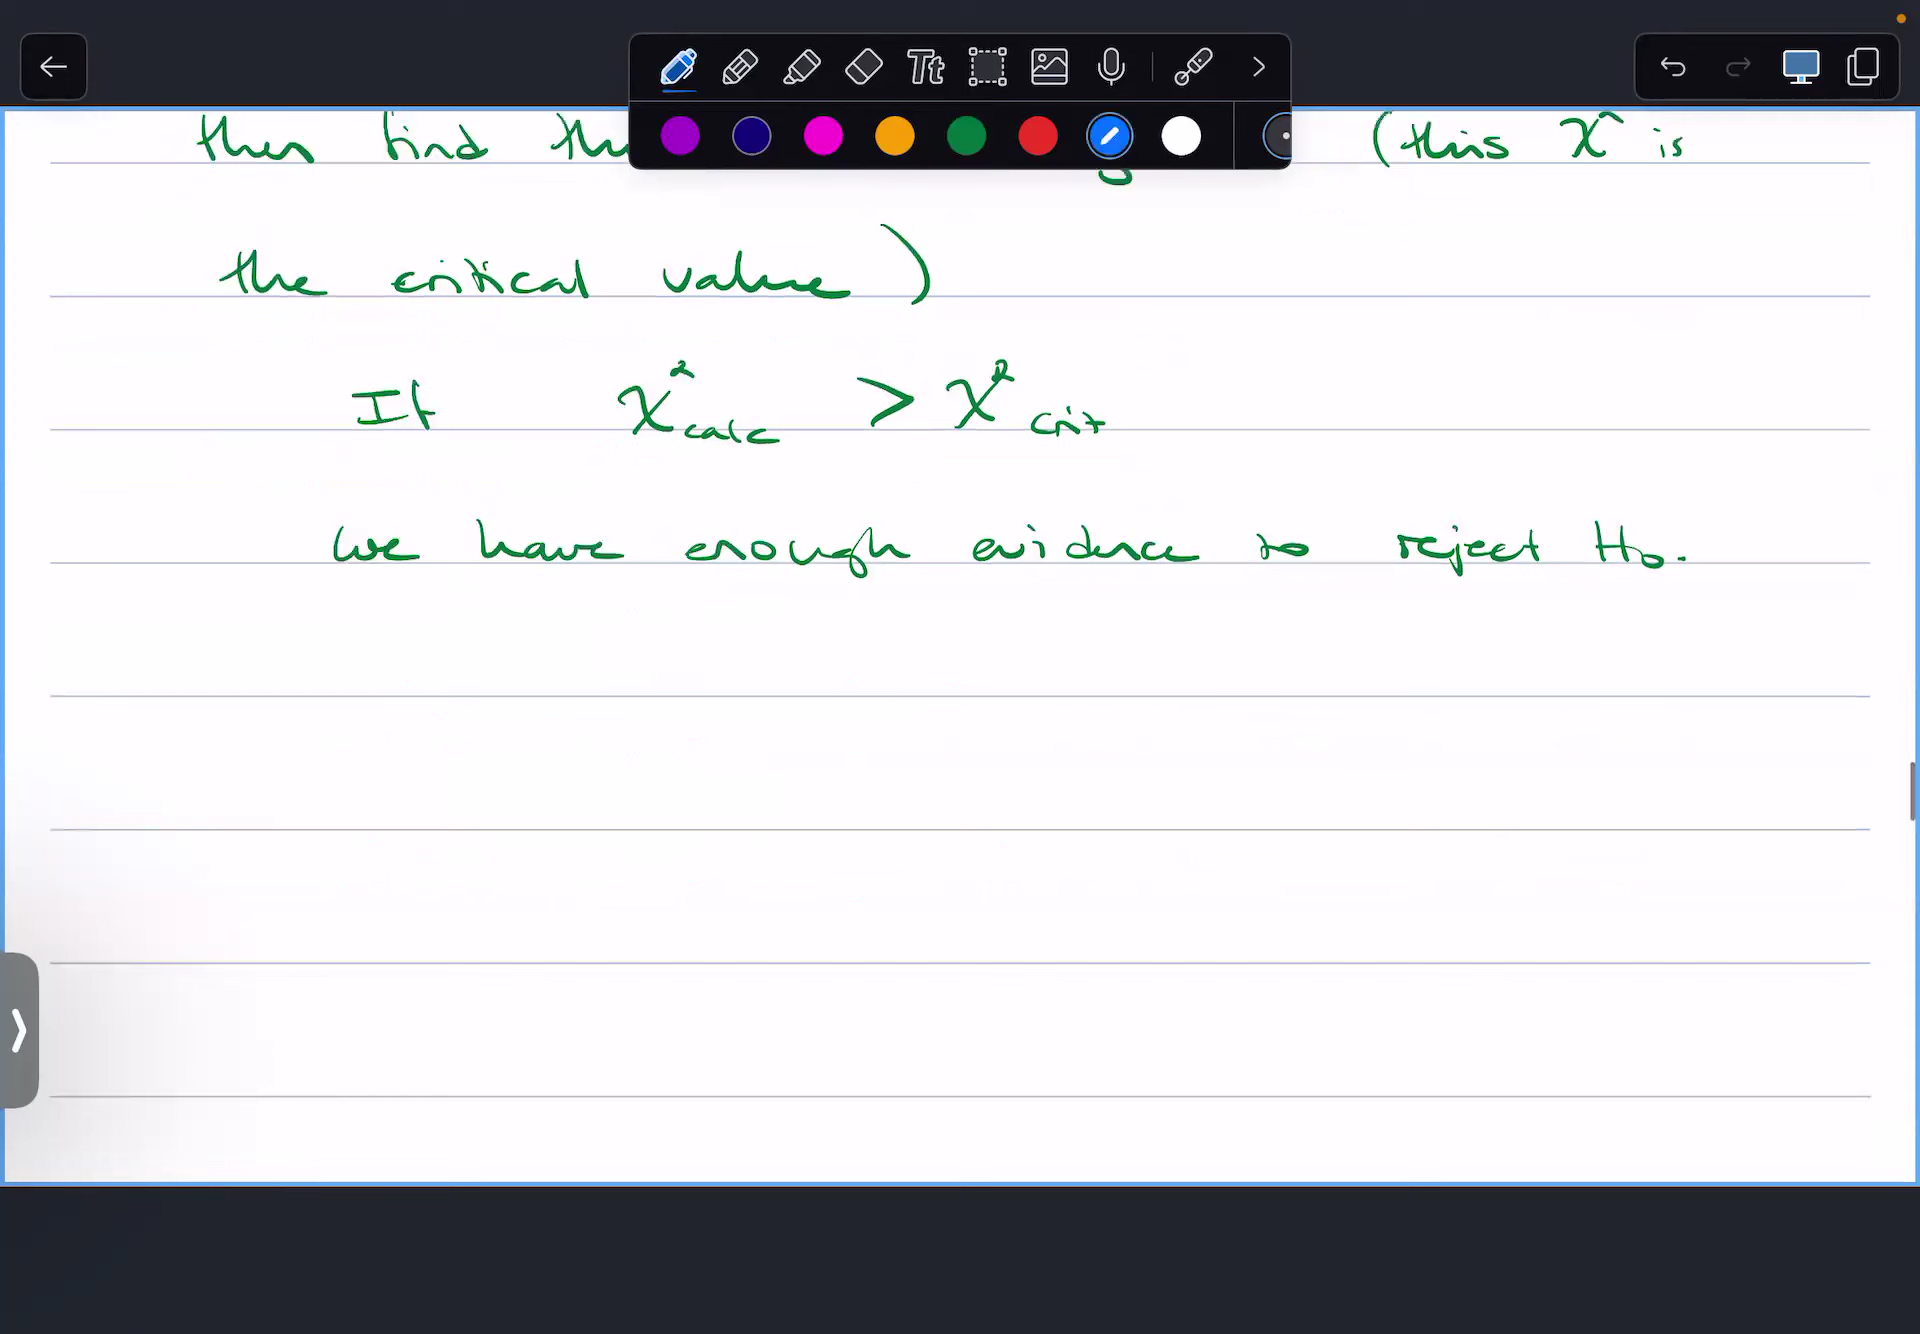 Tt
then find the (this χ² is
the critical value)
If χ²calc > χ²crit
we have enough evidence to reject H₀.